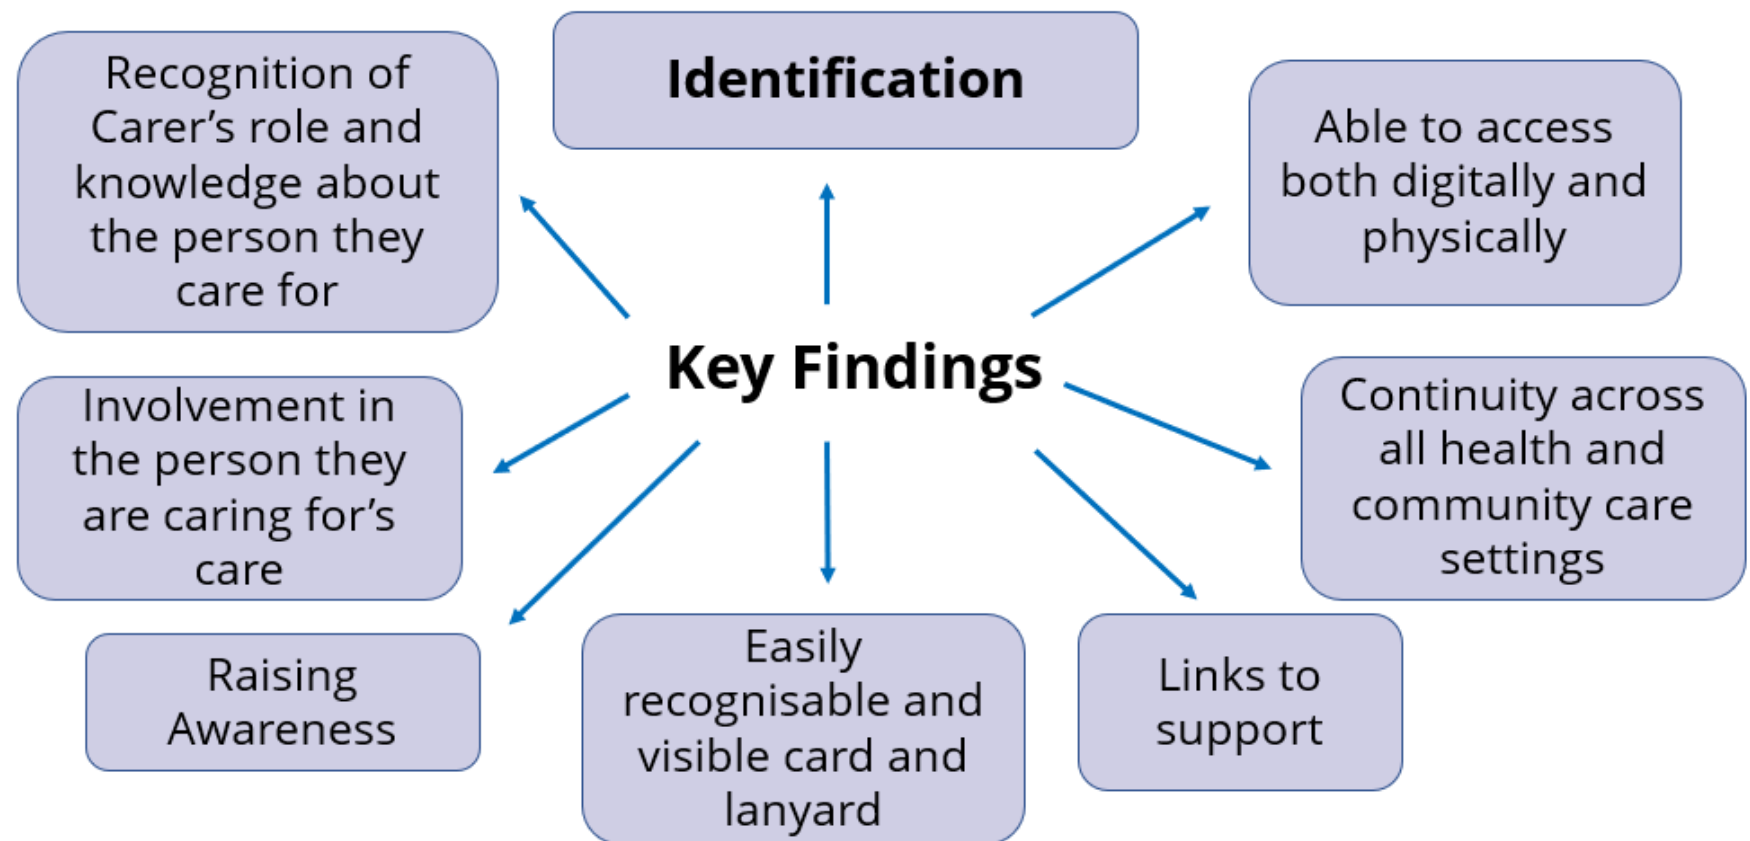 Identification
Recognition of
Carer’s role and
knowledge about
the person they
care for
Able to access
both digitally and
physically
Key Findings
Involvement in
the person they
are caring for’s
care
Continuity across
all health and
community care
settings
Raising
Awareness
Easily
recognisable and
visible card and
lanyard
Links to
support